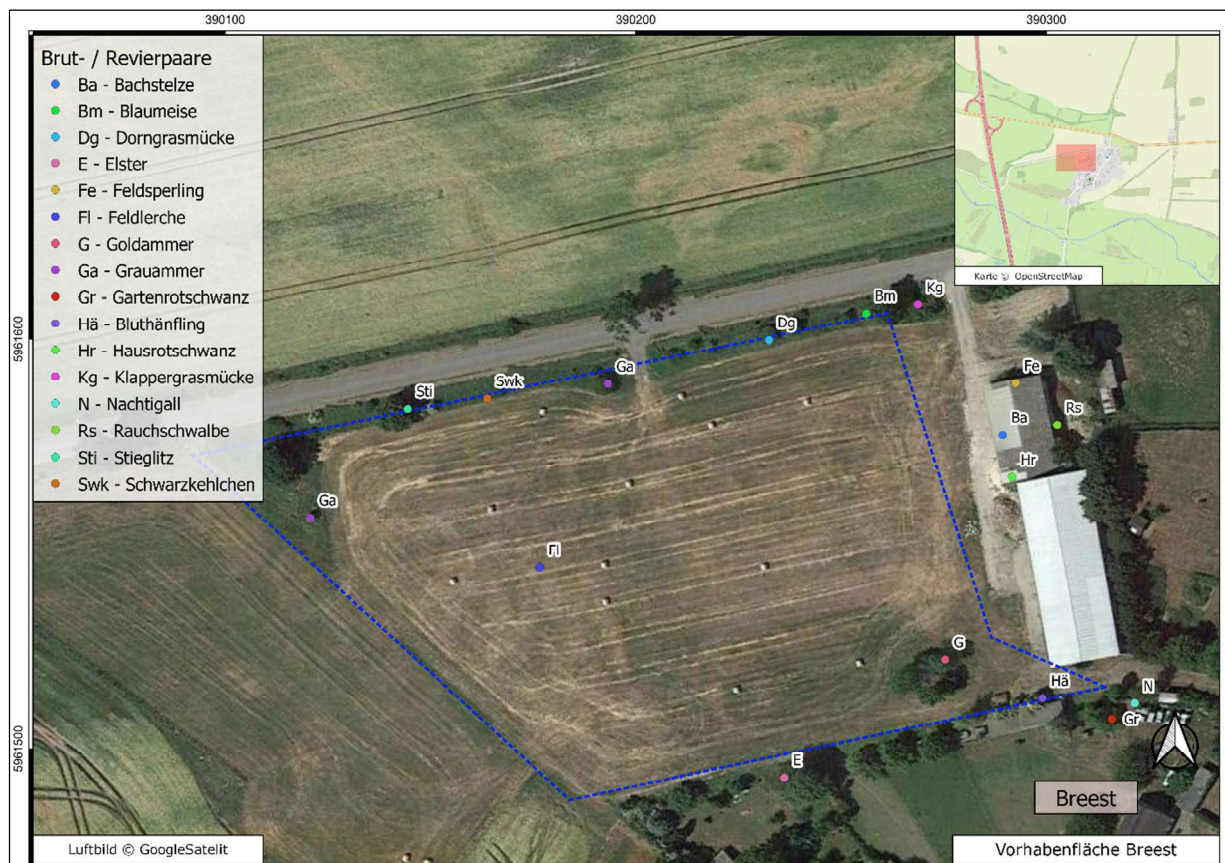 390100 390200 390300
Brut- / Revierpaare
Ba - Bachstelze
Bm - Blaumeise
Dg - Dorngrasmücke
E - Elster
Fe - Feldsperling
Fl - Feldlerche
G - Goldammer
Ga - Grauammer
Gr - Gartenrotschwanz
Hä - Bluthänfling
Hr - Hausrotschwanz
Kg - Klappergrasmücke
N - Nachtigall
Rs - Rauchschwalbe
Sti - Stieglitz
Swk - Schwarzkehlchen
Karte © OpenStreetMap
Kg
Bm
Dg
5961600
Ga
Fe
Sti
Swk
Rs
Ba
Hr
Ga
Fl
G
Hä
N
Gr
5961500
E
Breest
Luftbild © GoogleSatelit
Vorhabenfläche Breest